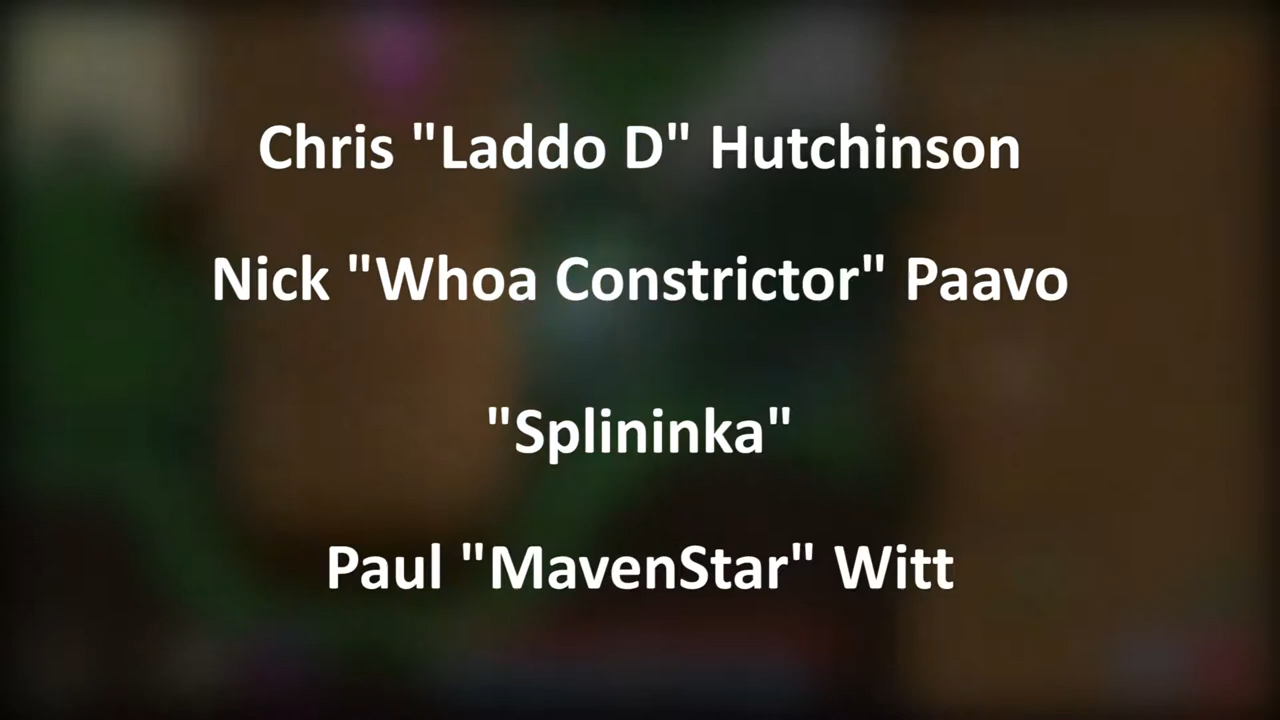 Chris "Laddo D" Hutchinson
Nick "Whoa Constrictor" Paavo
"Splininka"
Paul "MavenStar" Witt